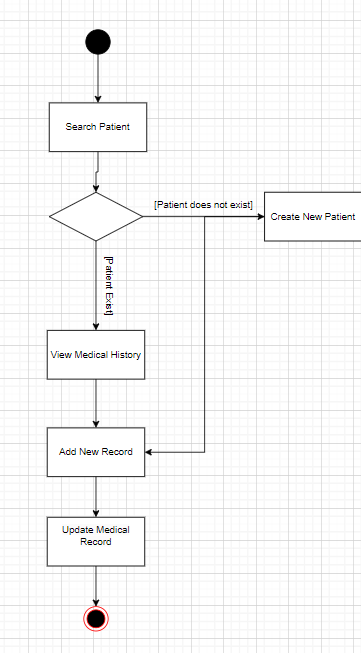 Search Patient
[Patient does not exist]
Create New Patient
[Patient Exist]
View Medical History
Add New Record
Update Medical
Record